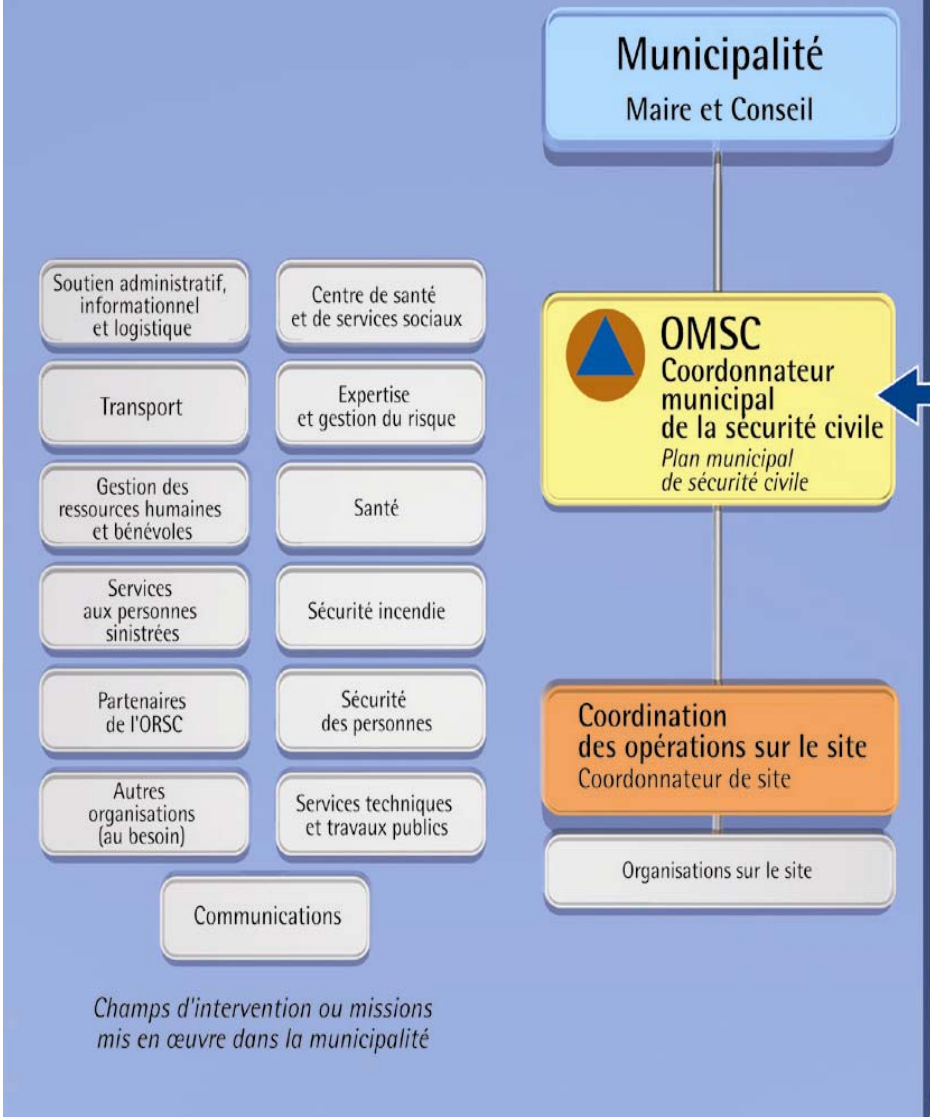 Municipalité
Maire et Conseil
Soutien administratif,
informationnel
et logistique
Centre de santé
et de services sociaux
Transport
Expertise
et gestion du risque
Gestion des
ressources humaines
et bénévoles
Santé
Services
aux personnes
sinistrées
Sécurité incendie
Partenaires
de l'ORSC
Sécurité
des personnes
Autres
organisations
(au besoin)
Services techniques
et travaux publics
Communications
Champs d'intervention ou missions
mis en œuvre dans la municipalité
OMSC
Coordonnateur
municipal
de la sécurité civile
Plan municipal
de sécurité civile
Coordination
des opérations sur le site
Coordonnateur de site
Organisations sur le site